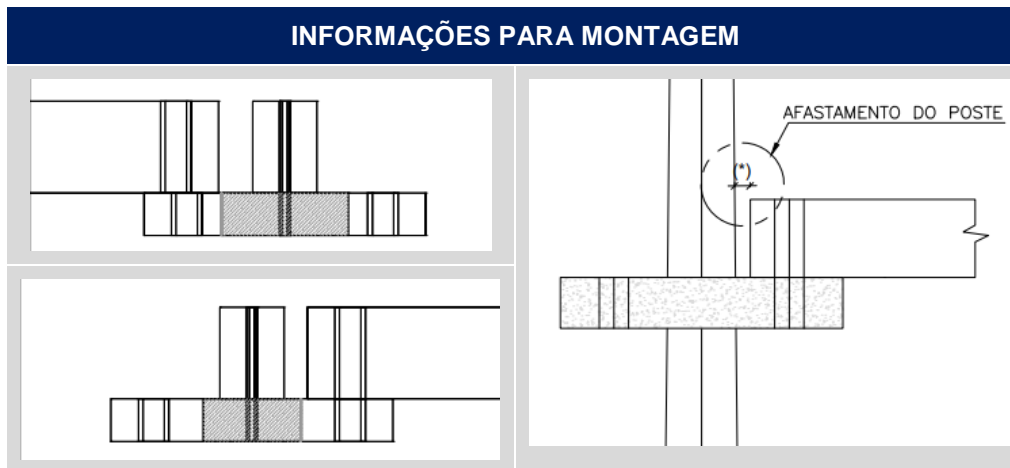 INFORMAÇÕES PARA MONTAGEM
AFASTAMENTO DO POSTE
(*)